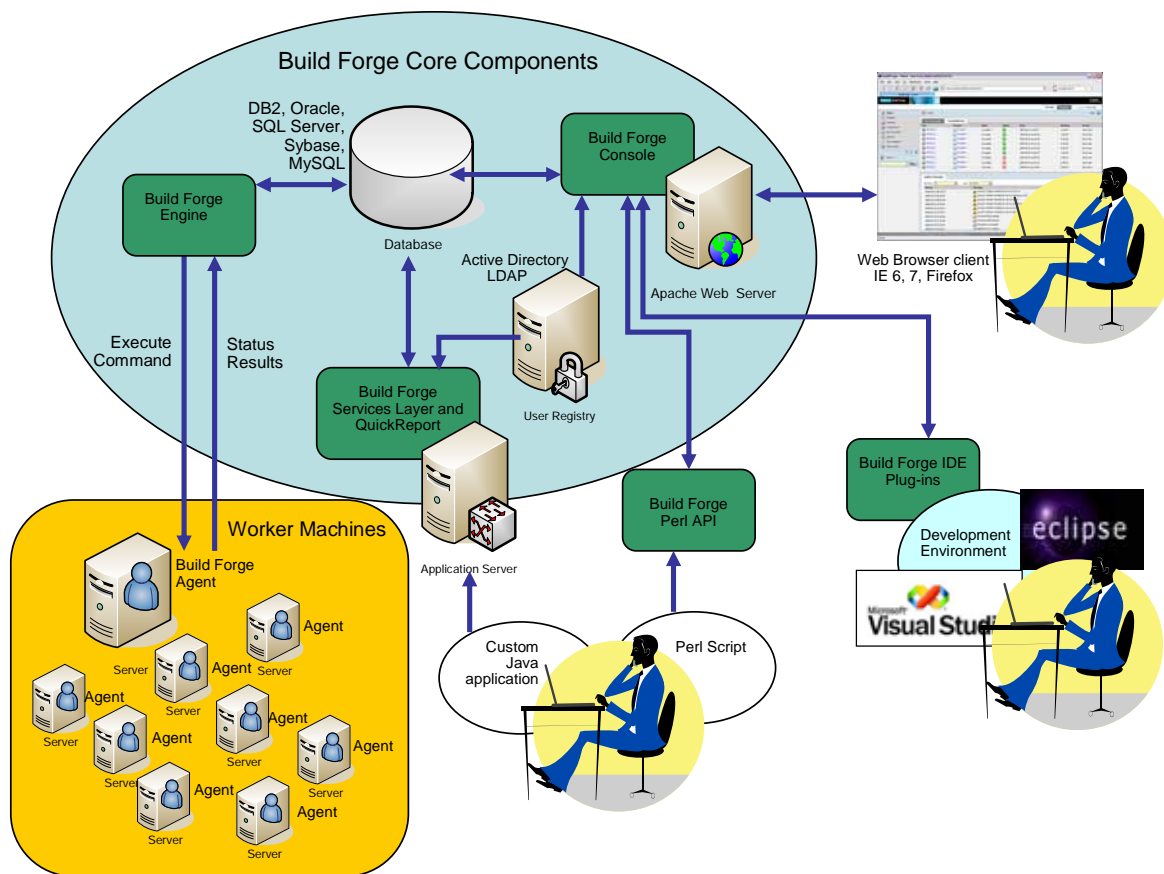 Build Forge Core Components
DB2, Oracle,
SQL Server,
Sybase,
MySQL
Build Forge
Console
Build Forge
Engine
Database
Active Directory
LDAP
Apache Web Server
Web Browser client
IE 6, 7, Firefox
Execute
Command
Status
Results
Build Forge
Services Layer and
QuickReport
User Registry
Build Forge IDE
Plug-ins
Build Forge
Perl API
Development
Environment
eclipse
Microsoft
Visual Studi
Application Server
Custom
Java
application
Perl Script
Worker Machines
Build Forge
Agent
Server
Agent
Server
Agent
Server
Agent
Server
Agent
Server
Agent
Server
Agent
Server
Agent
Server
Agent
Server